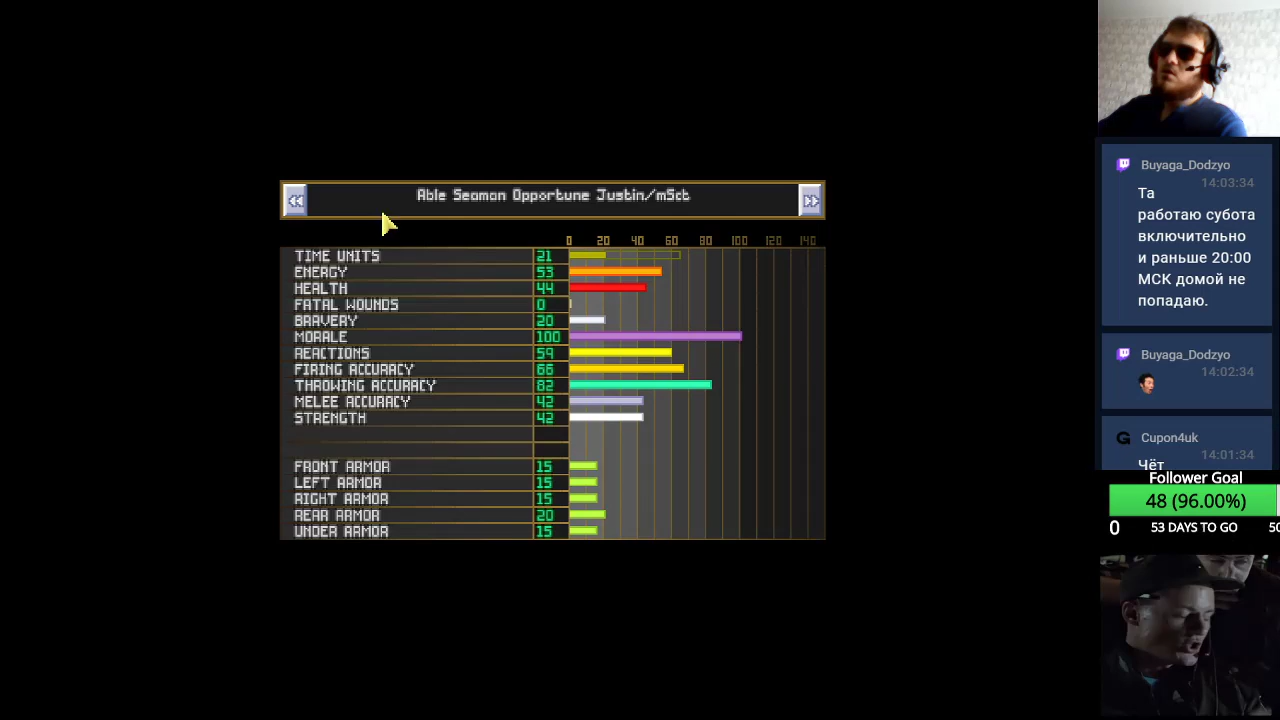 Able Seaman Opportune Justin/mSct
0 20 40 60 80 100 120 140
TIME UNITS 21
ENERGY 53
HEALTH 44
FATAL WOUNDS 0
BRAVERY 20
MORALE 100
REACTIONS 59
FIRING ACCURACY 66
THROWING ACCURACY 82
MELEE ACCURACY 42
STRENGTH 42
FRONT ARMOR 15
LEFT ARMOR 15
RIGHT ARMOR 15
REAR ARMOR 20
UNDER ARMOR 15
Buyaga_Dodzyo
14:03:34
Та
работаю субота
включительно
и раньше 20:00
МСК домой не
попадаю.
Buyaga_Dodzyo
14:02:34
Cupon4uk
14:01:34
Чёт
Follower Goal
48 (96.00%)
0 53 DAYS TO GO 50